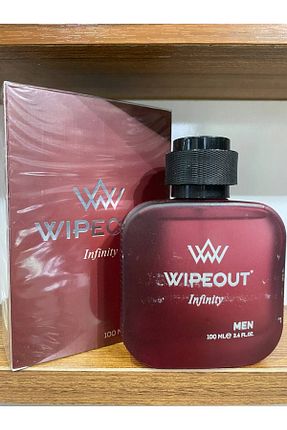 WIPEOUT
Infinity
100 M
WIPEOUT®
Infinity
MEN
100 ML℮ 3.4 FL.OZ.